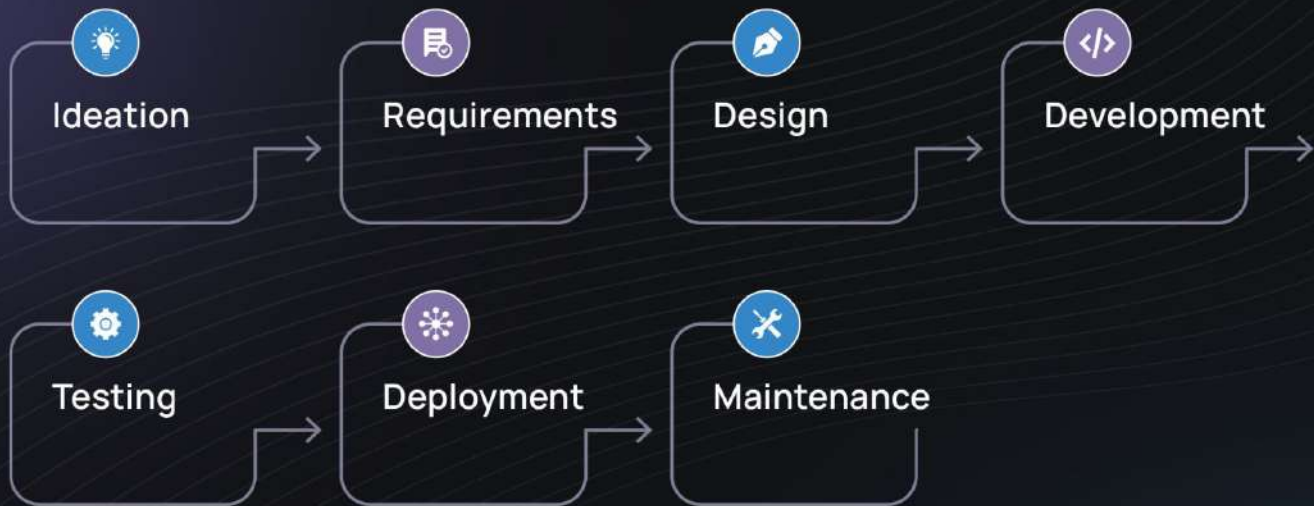 Ideation
Requirements
Design
Development
Testing
Deployment
Maintenance